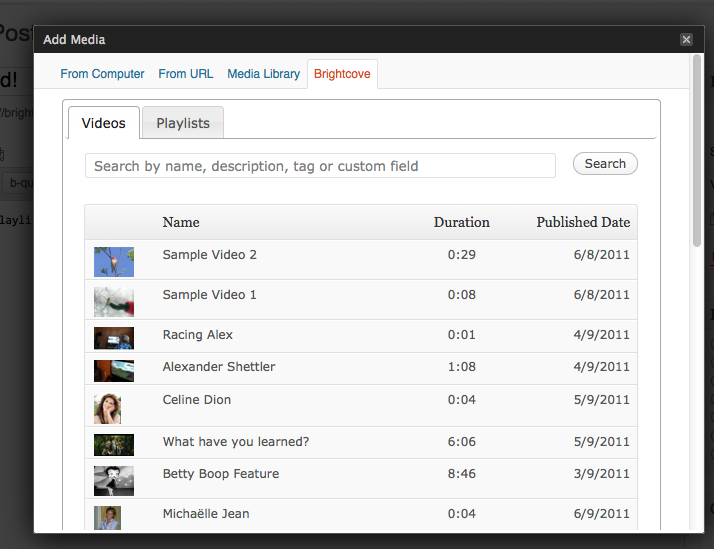 Post
Add Media
From Computer From URL Media Library Brightcove
d!
//brigh
Videos Playlists
b-qu
Search by name, description, tag or custom field Search
layli
Name Duration Published Date
Sample Video 2 0:29 6/8/2011
Sample Video 1 0:08 6/8/2011
Racing Alex 0:01 4/9/2011
Alexander Shettler 1:08 4/9/2011
Celine Dion 0:04 5/9/2011
What have you learned? 6:06 5/9/2011
Betty Boop Feature 8:46 3/9/2011
Michaëlle Jean 0:04 6/9/2011